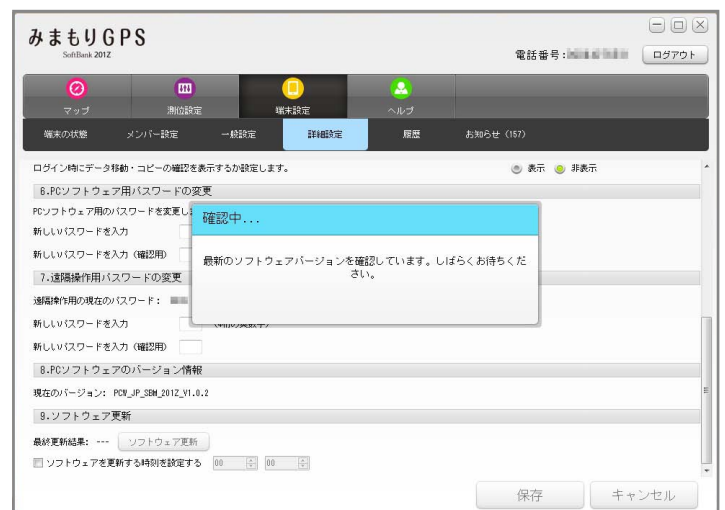 みまもりGPS
SoftBank 201Z
電話番号:
ログアウト
マップ
測位設定
端末設定
ヘルプ
端末の状態
メンバー設定
一般設定
詳細設定
履歴
お知らせ (157)
ログイン時にデータ移動・コピーの確認を表示するか設定します。
表示
非表示
6.PCソフトウェア用パスワードの変更
PCソフトウェア用のパスワードを変更し
新しいパスワードを入力
新しいパスワードを入力 (確認用)
確認中...
最新のソフトウェアバージョンを確認しています。しばらくお待ちくだ
さい。
7.遠隔操作用パスワードの変更
遠隔操作用の現在のパスワード:
新しいパスワードを入力
新しいパスワードを入力 (確認用)
8.PCソフトウェアのバージョン情報
現在のバージョン: PCW_JP_SBM_201Z_V1.0.2
9.ソフトウェア更新
最終更新結果: ---
ソフトウェア更新
ソフトウェアを更新する時刻を設定する
00
00
保存
キャンセル